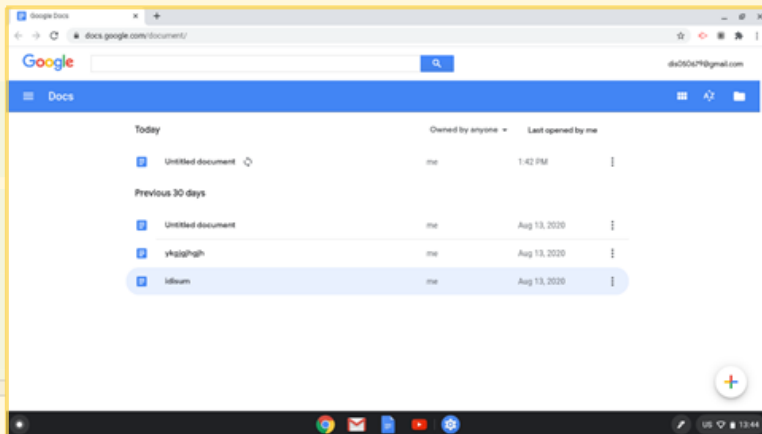 Google Docs
docs.google.com/document/
Google
dis050679@gmail.com
Docs
AZ
Today Owned by anyone Last opened by me
Untitled document me 1:42 PM
Previous 30 days
Untitled document me Aug 13, 2020
ykgjgjhgjh me Aug 13, 2020
me Aug 13, 2020
US 13:44